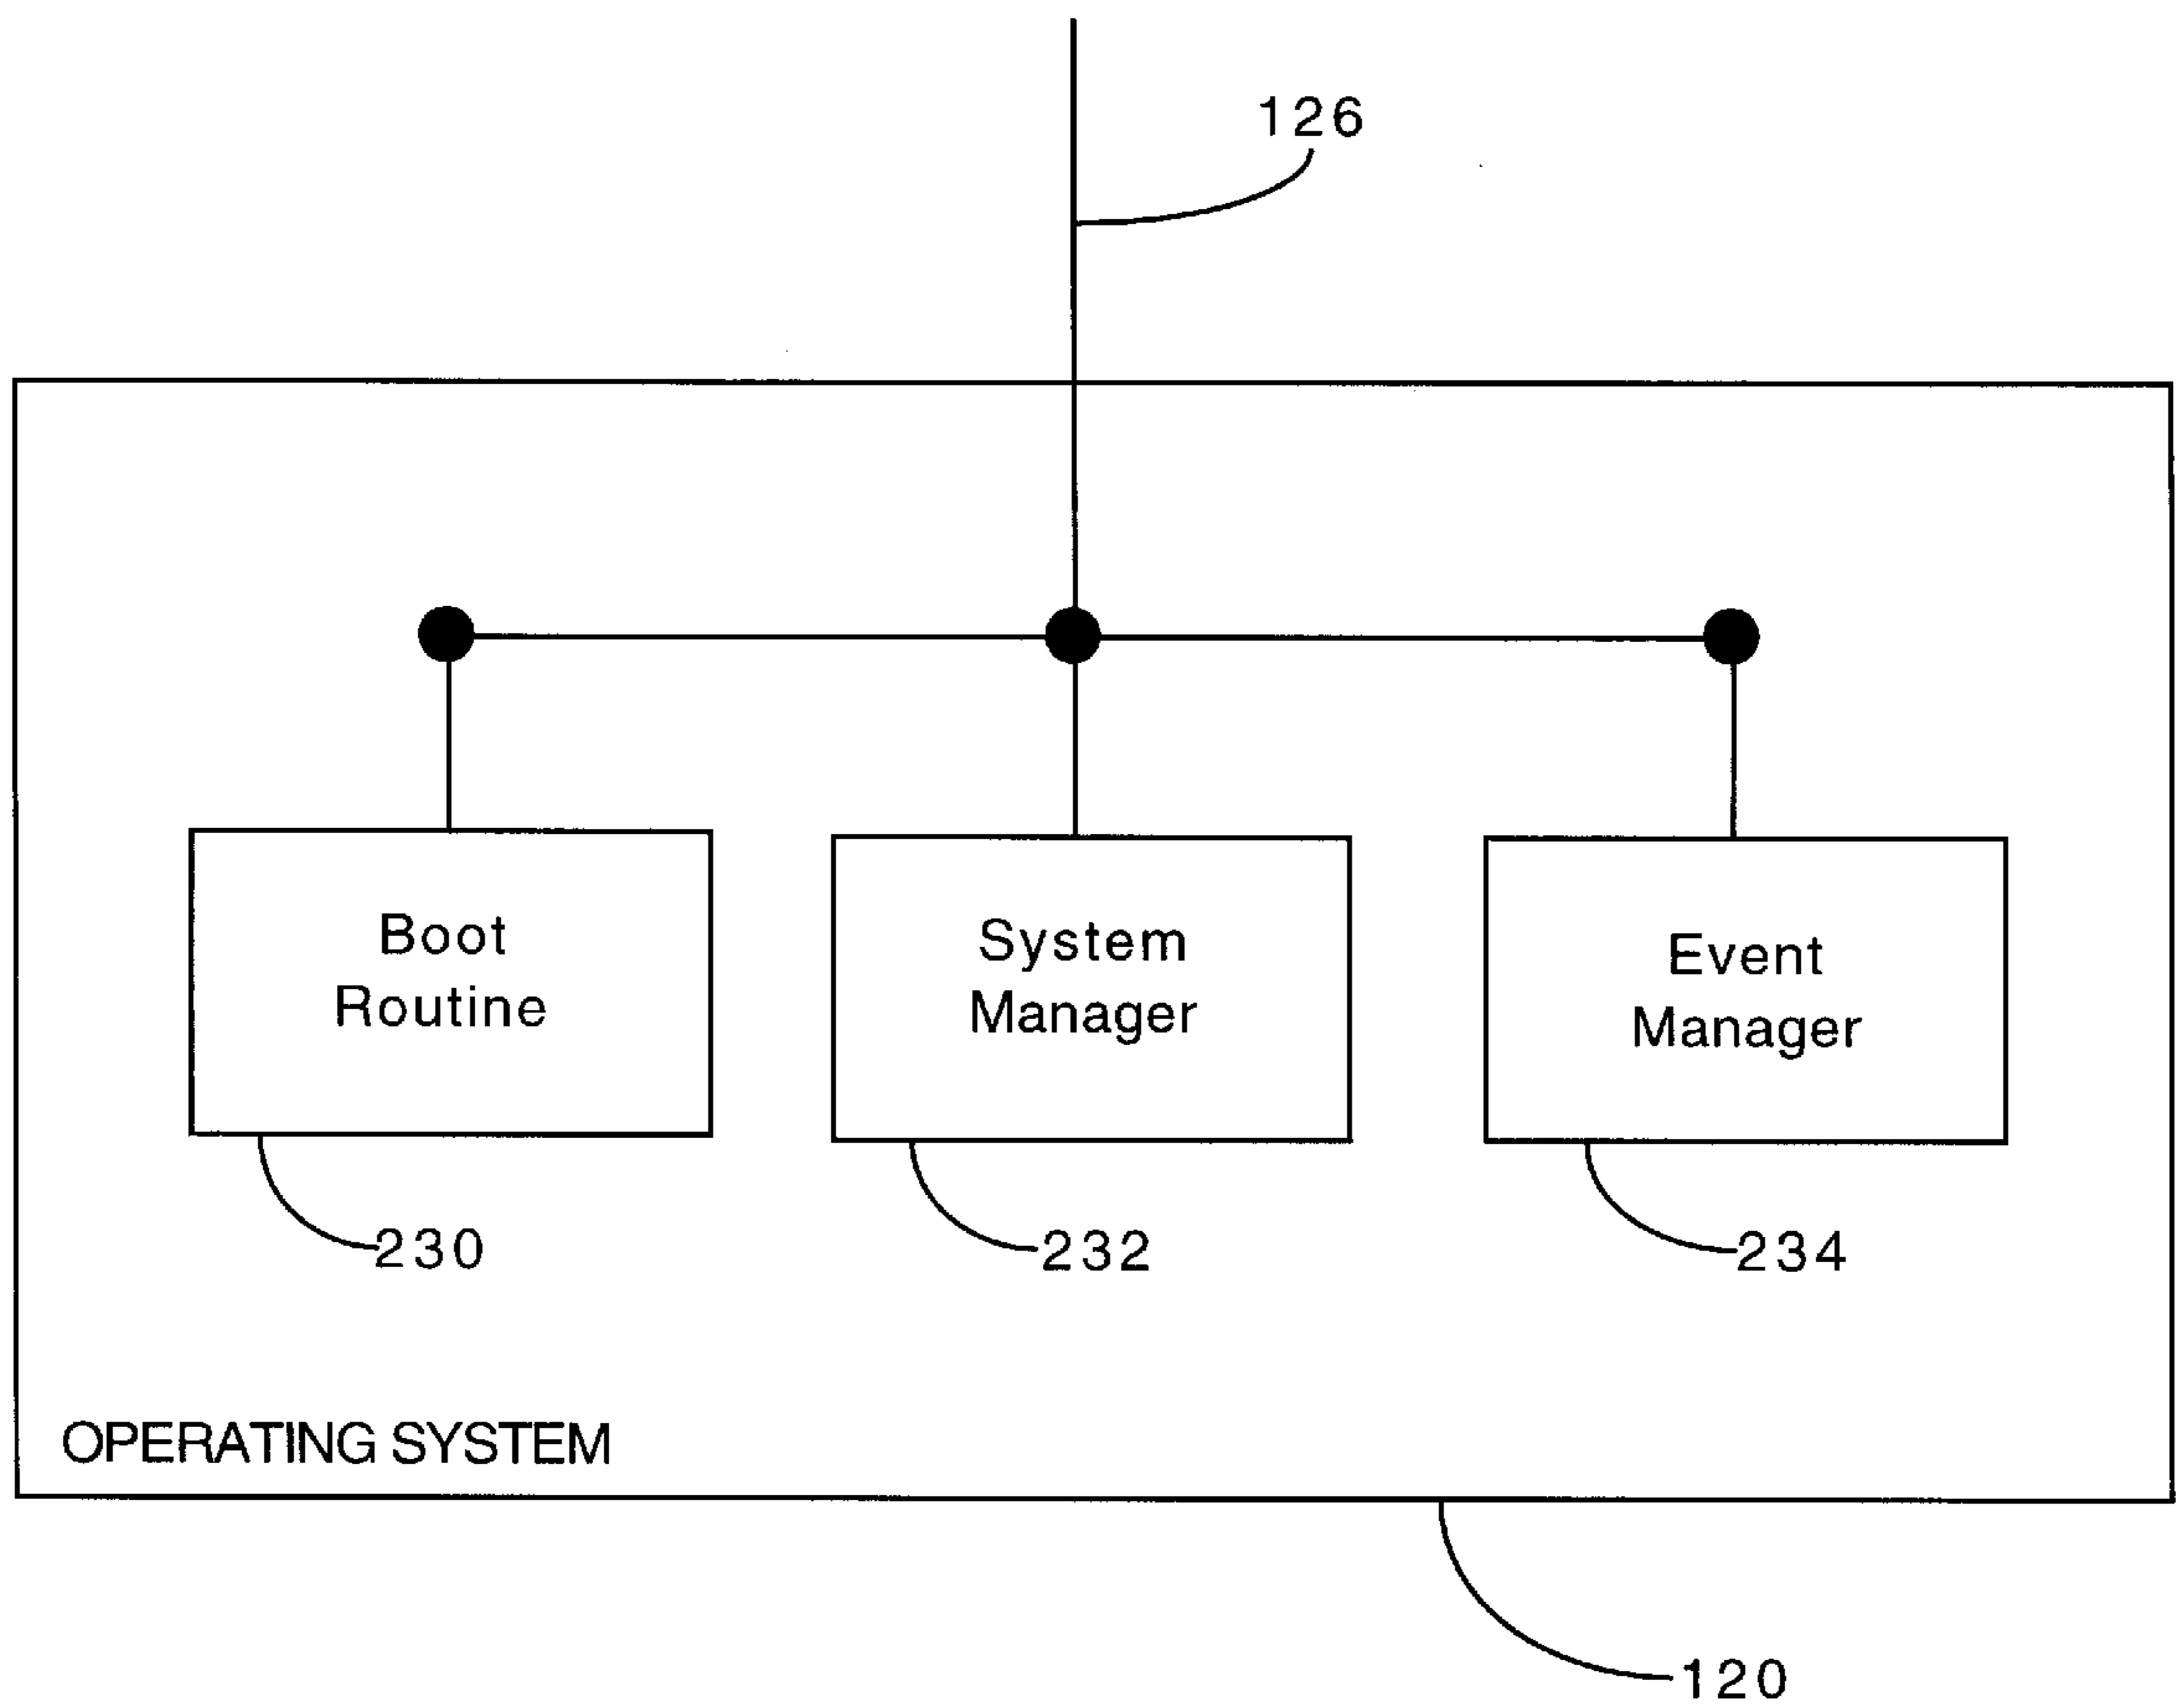 126
Boot
Routine
System
Manager
Event
Manager
230
232
234
OPERATING SYSTEM
120